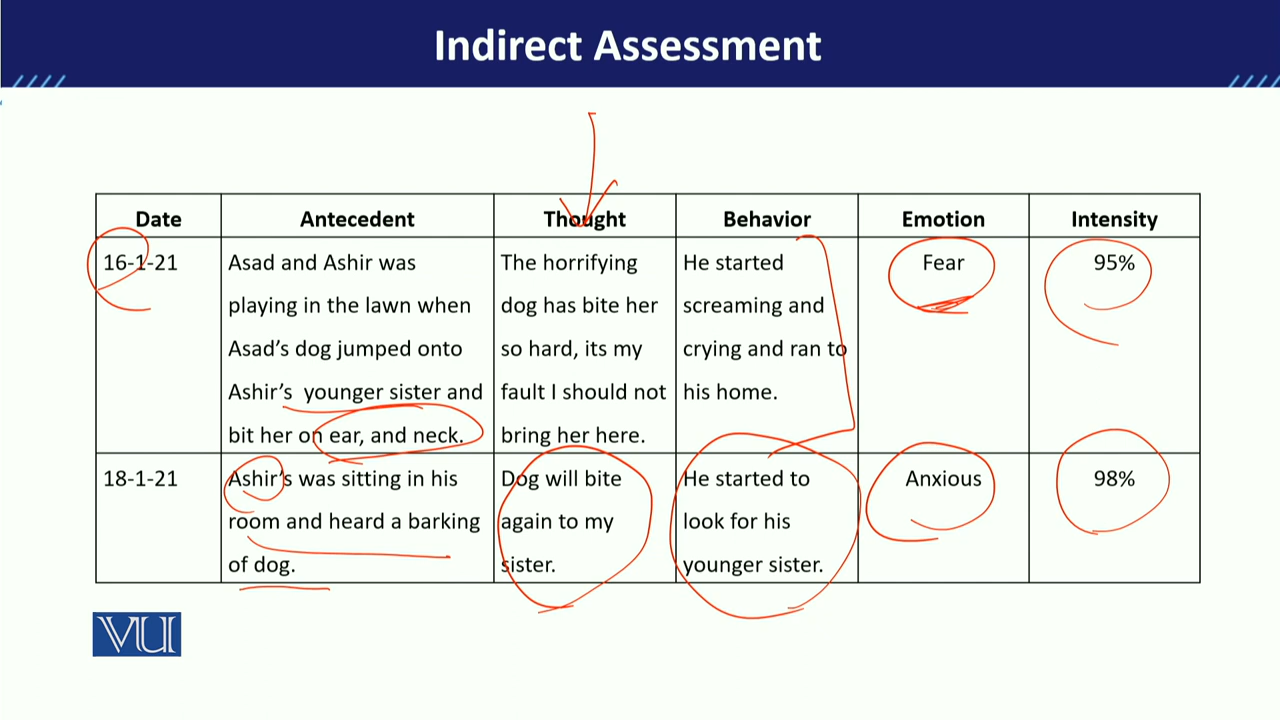 Indirect Assessment
Date Antecedent Thought Behavior Emotion Intensity
16-1-21 Asad and Ashir was The horrifying He started Fear 95%
playing in the lawn when dog has bite her screaming and
Asad's dog jumped onto so hard, its my crying and ran to
Ashir's younger sister and fault I should not his home.
bit her on ear, and neck. bring her here.
18-1-21 Ashir's was sitting in his Dog will bite He started to Anxious 98%
room and heard a barking again to my look for his
of dog. sister. younger sister.
VU